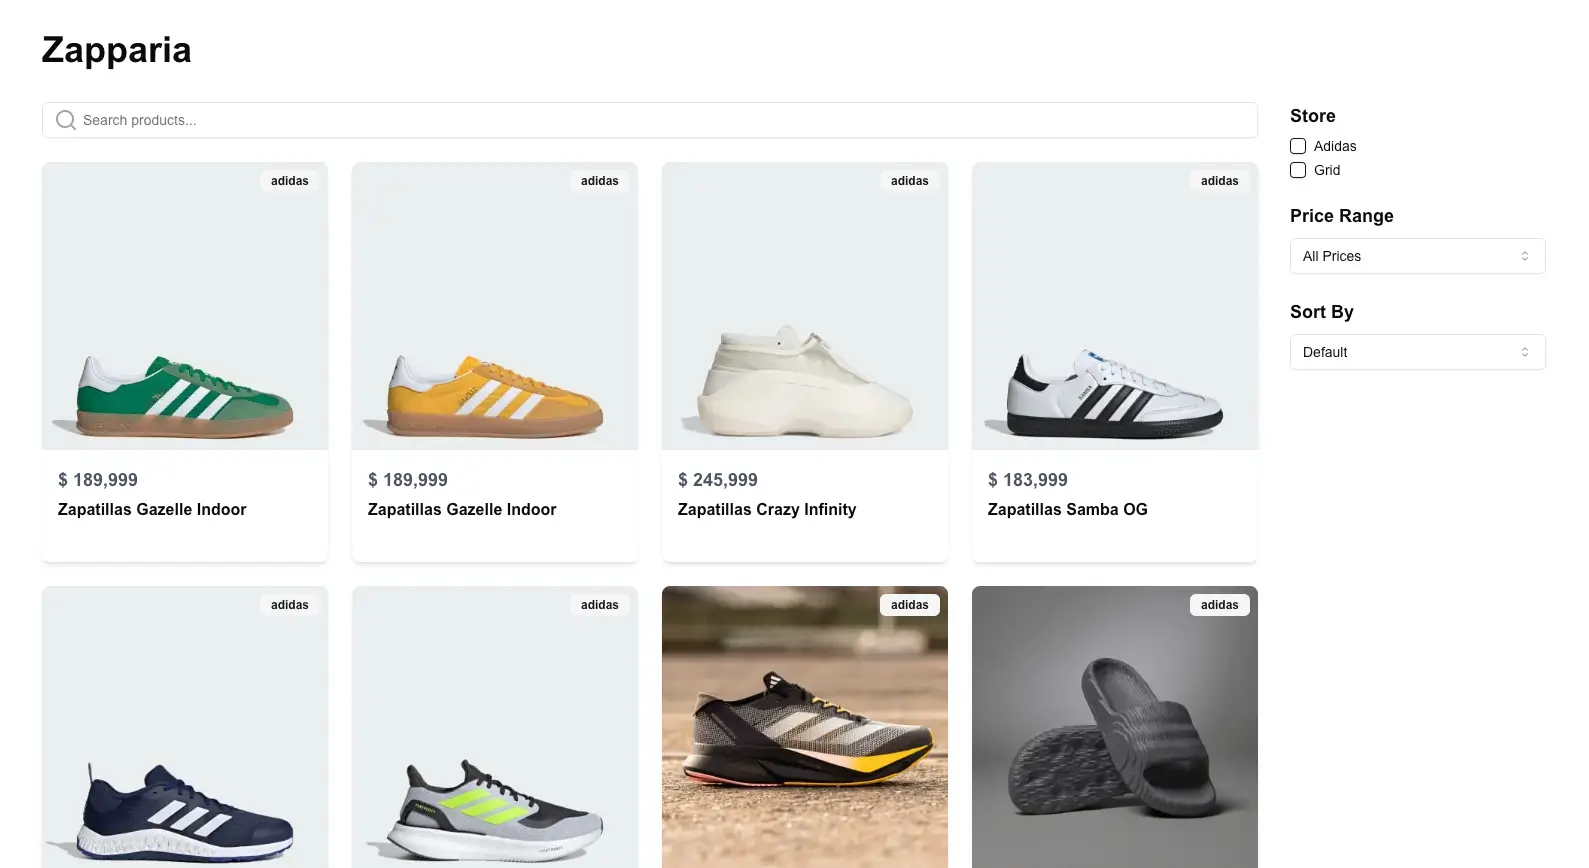 Zapparia
Search products...
adidas
adidas
adidas
adidas
$ 189,999
Zapatillas Gazelle Indoor
$ 189,999
Zapatillas Gazelle Indoor
$ 245,999
Zapatillas Crazy Infinity
$ 183,999
Zapatillas Samba OG
adidas
adidas
adidas
adidas
Store
Adidas
Grid
Price Range
All Prices
Sort By
Default